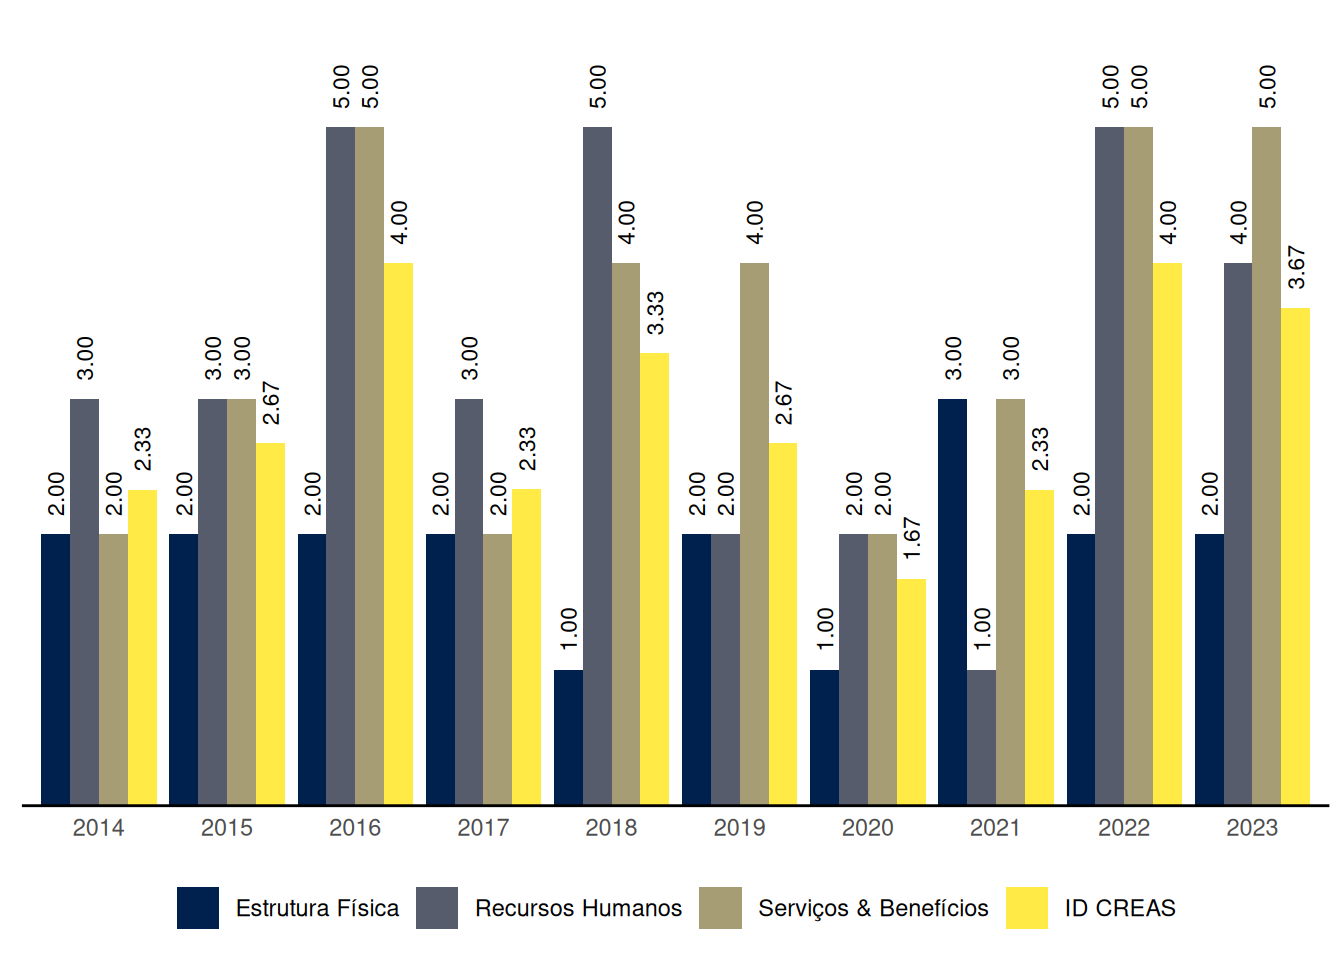 2.00 3.00 2.00 2.33
2.00 3.00 3.00 2.67
2.00 5.00 5.00 4.00
2.00 3.00 2.00 2.33
1.00 5.00 4.00 3.33
2.00 2.00 4.00 2.67
1.00 2.00 2.00 1.67
3.00 1.00 3.00 2.33
2.00 5.00 5.00 4.00
2.00 4.00 5.00 3.67
2014 2015 2016 2017 2018 2019 2020 2021 2022 2023
Estrutura Física Recursos Humanos Serviços & Benefícios ID CREAS